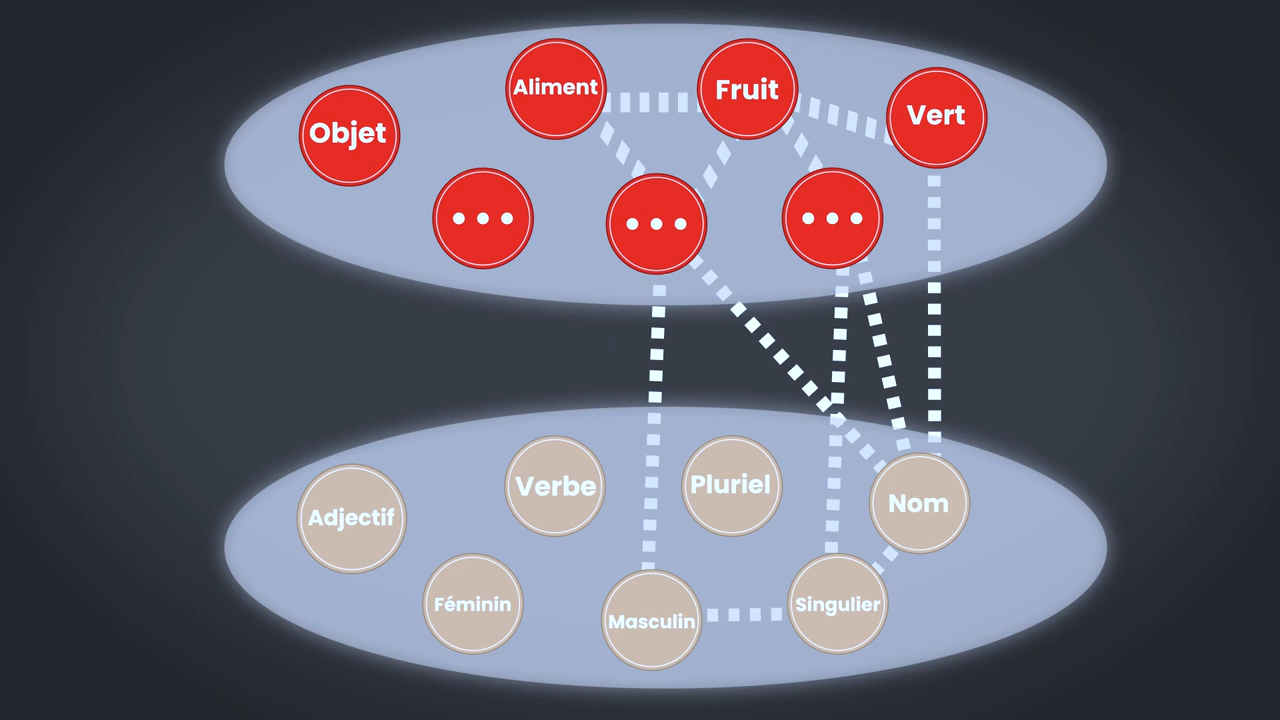 Aliment
Fruit
Vert
Objet
•••
•••
•••
Verbe
Pluriel
Nom
Adjectif
Féminin
Masculin
Singulier